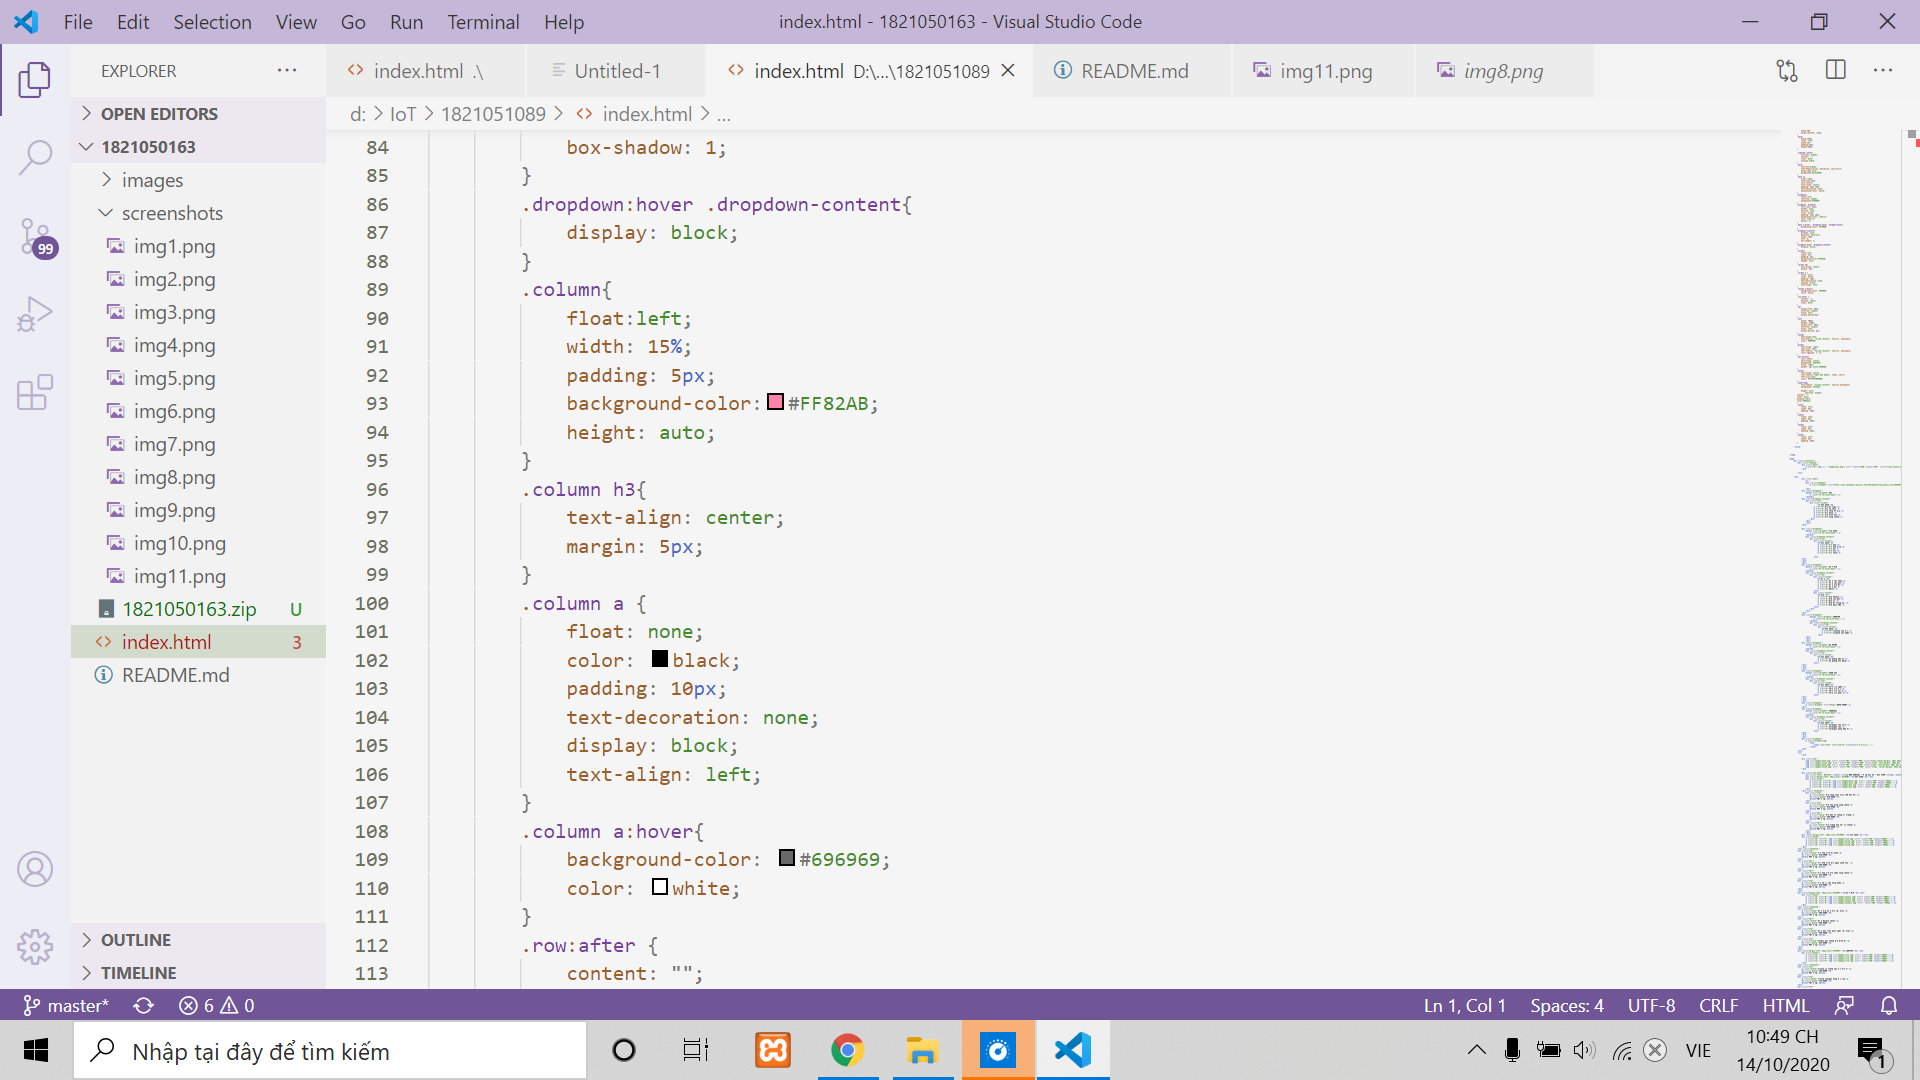 File Edit Selection View Go Run Terminal Help
index.html - 1821050163 - Visual Studio Code
EXPLORER
index.html .\
Untitled-1
index.html D:\...\1821051089
README.md
img11.png
img8.png
OPEN EDITORS
1821050163
images
screenshots
img1.png
img2.png
img3.png
img4.png
img5.png
img6.png
img7.png
img8.png
img9.png
img10.png
img11.png
1821050163.zip U
index.html 3
README.md
OUTLINE
TIMELINE
99
d: > IoT > 1821051089 > index.html > ...
84 box-shadow: 1;
85 }
86 .dropdown:hover .dropdown-content{
87 display: block;
88 }
89 .column{
90 float:left;
91 width: 15%;
92 padding: 5px;
93 background-color: #FF82AB;
94 height: auto;
95 }
96 .column h3{
97 text-align: center;
98 margin: 5px;
99 }
100 .column a {
101 float: none;
102 color: black;
103 padding: 10px;
104 text-decoration: none;
105 display: block;
106 text-align: left;
107 }
108 .column a:hover{
109 background-color: #696969;
110 color: white;
111 }
112 .row:after {
113 content: "";
master* 6 0
Ln 1, Col 1 Spaces: 4 UTF-8 CRLF HTML
Nhập tại đây để tìm kiếm
VIE
10:49 CH
14/10/2020
1